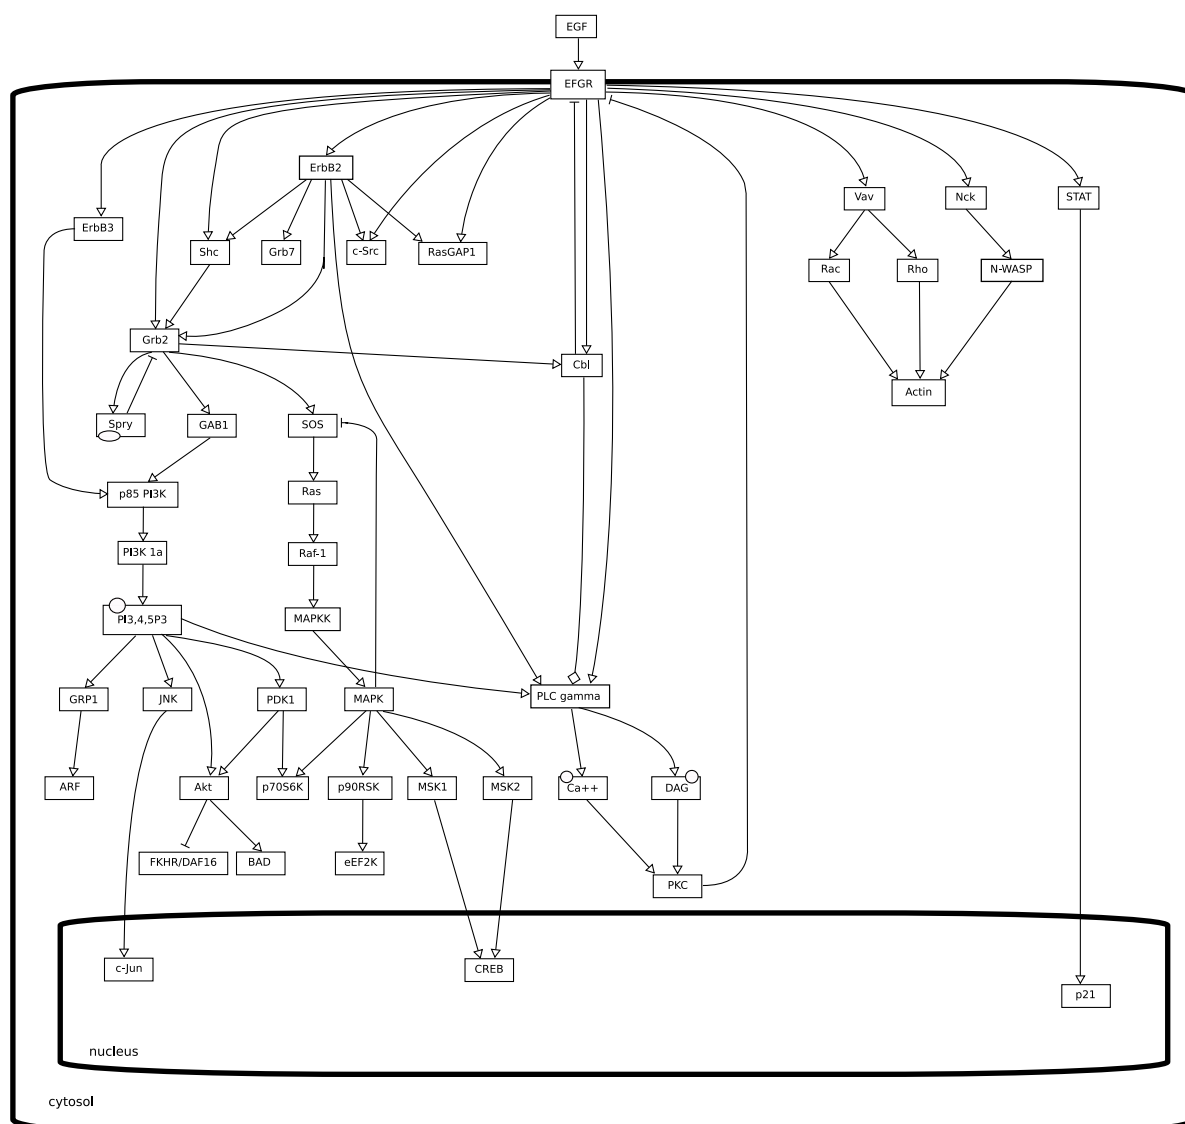 EGF
EFGR
ErbB2
Vav
Nck
STAT
ErbB3
Shc
Grb7
c-Src
RasGAP1
Rac
Rho
N-WASP
Grb2
Cbl
Actin
Spry
GAB1
SOS
p85 PI3K
Ras
PI3K 1a
Raf-1
PI3,4,5P3
MAPKK
GRP1
JNK
PDK1
MAPK
PLC gamma
ARF
Akt
p70S6K
p90RSK
MSK1
MSK2
Ca++
DAG
FKHR/DAF16
BAD
eEF2K
PKC
c-Jun
CREB
p21
nucleus
cytosol